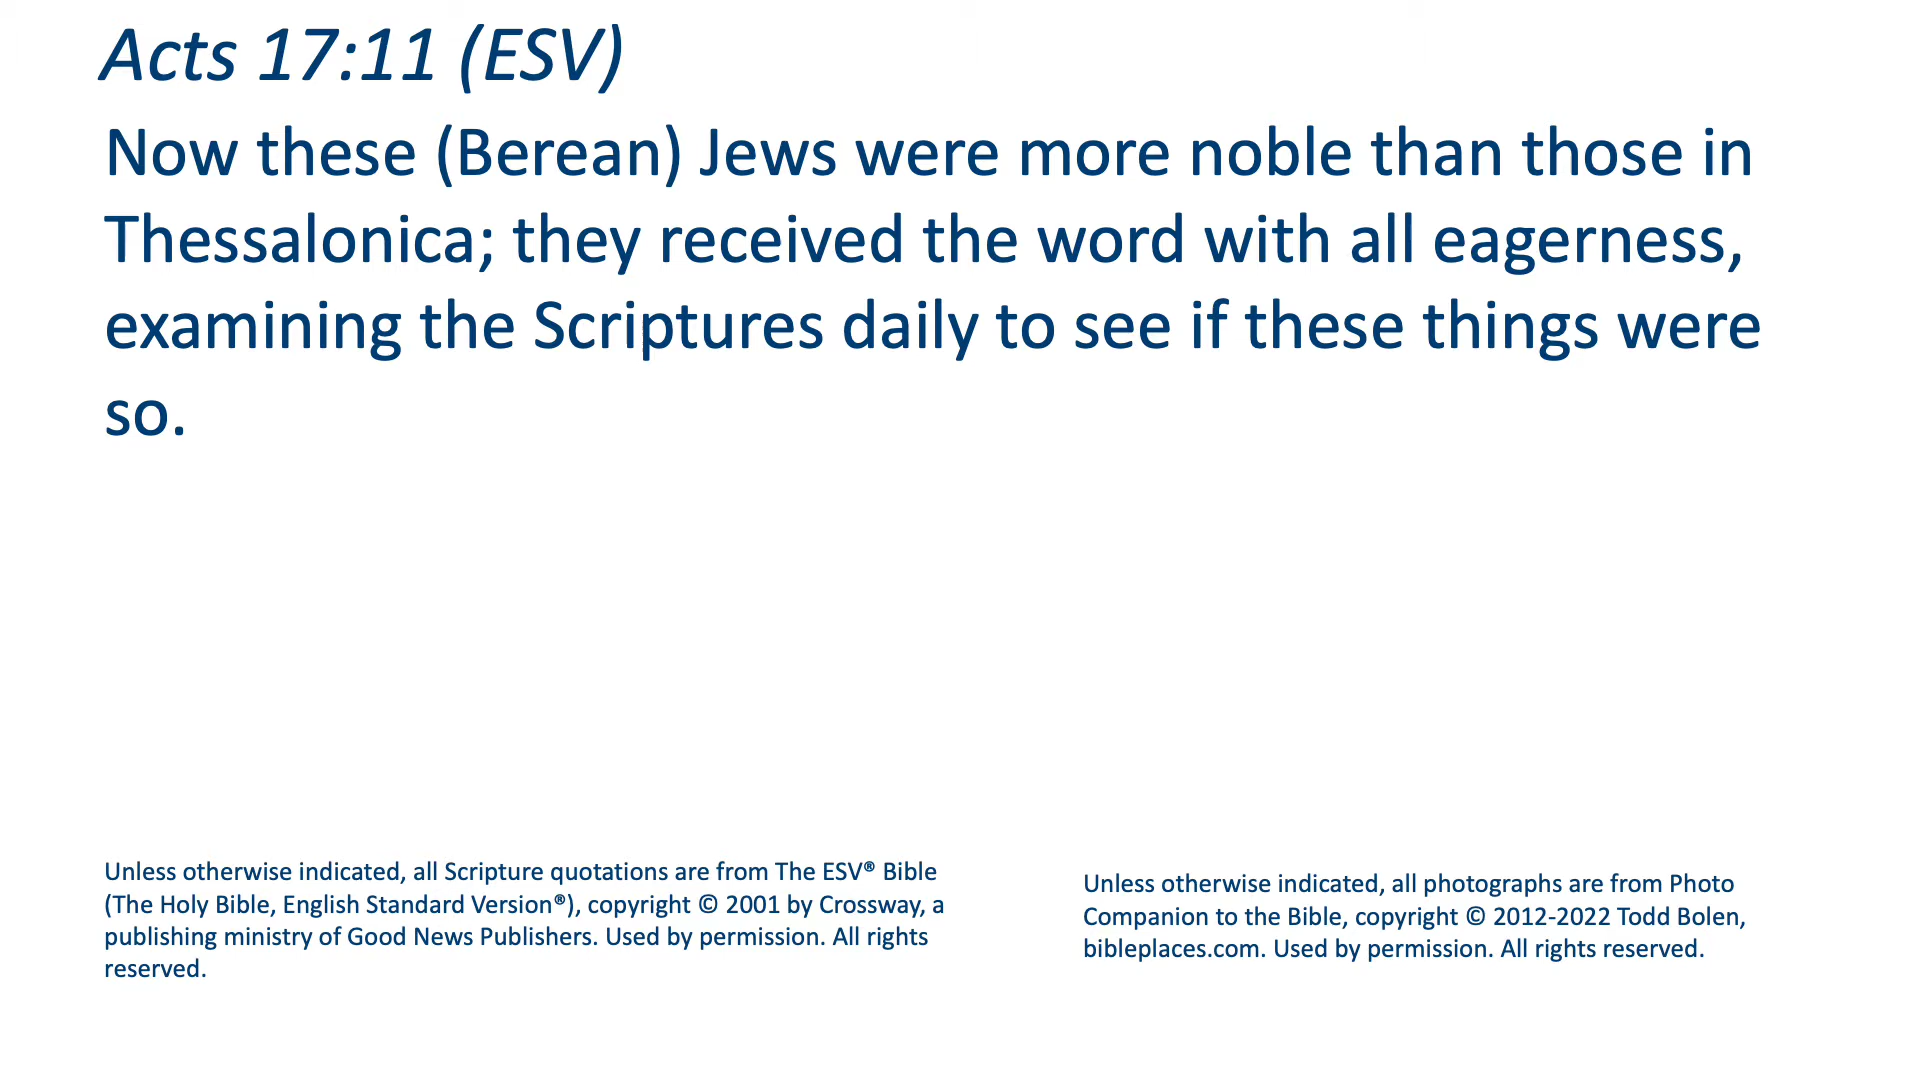 Acts 17:11 (ESV)
Now these (Berean) Jews were more noble than those in
Thessalonica; they received the word with all eagerness,
examining the Scriptures daily to see if these things were
so.
Unless otherwise indicated, all Scripture quotations are from The ESV® Bible
(The Holy Bible, English Standard Version®), copyright © 2001 by Crossway, a
publishing ministry of Good News Publishers. Used by permission. All rights
reserved.
Unless otherwise indicated, all photographs are from Photo
Companion to the Bible, copyright © 2012-2022 Todd Bolen,
bibleplaces.com. Used by permission. All rights reserved.